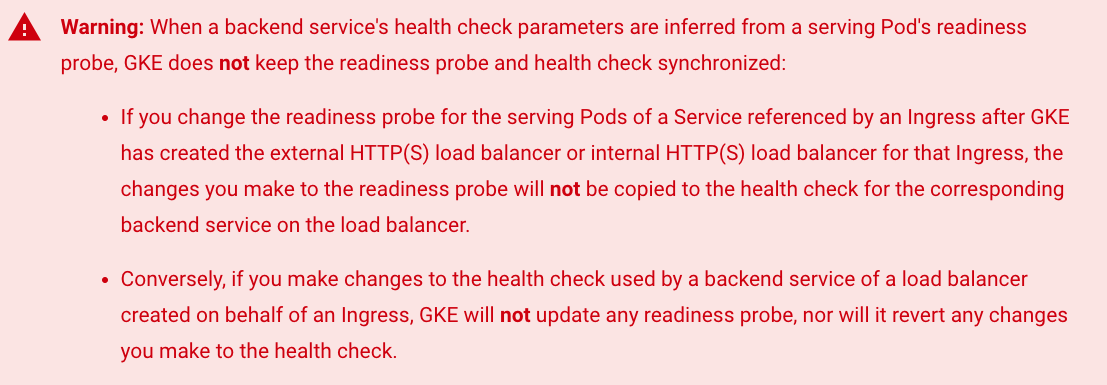 Warning: When a backend service's health check parameters are inferred from a serving Pod's readiness
probe, GKE does not keep the readiness probe and health check synchronized:
• If you change the readiness probe for the serving Pods of a Service referenced by an Ingress after GKE
has created the external HTTP(S) load balancer or internal HTTP(S) load balancer for that Ingress, the
changes you make to the readiness probe will not be copied to the health check for the corresponding
backend service on the load balancer.
• Conversely, if you make changes to the health check used by a backend service of a load balancer
created on behalf of an Ingress, GKE will not update any readiness probe, nor will it revert any changes
you make to the health check.